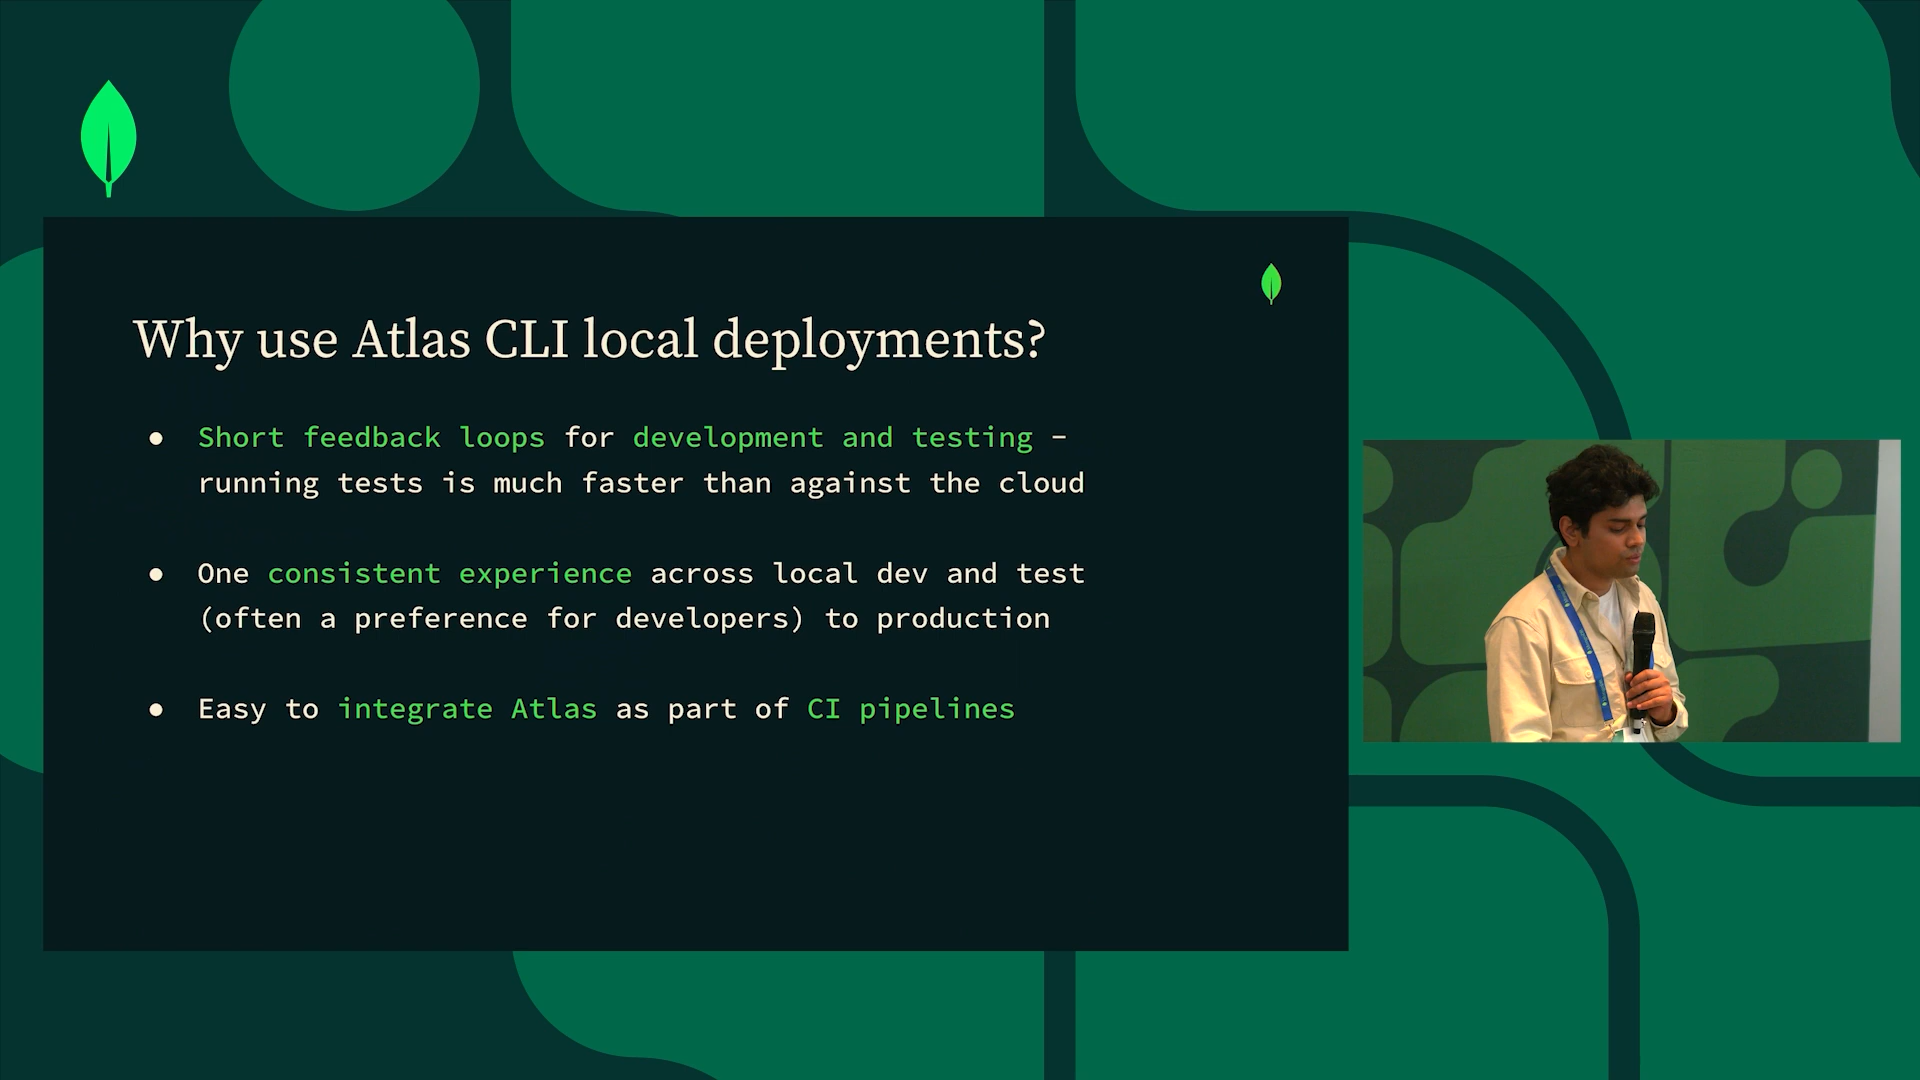 Why use Atlas CLI local deployments?
● Short feedback loops for development and testing –
running tests is much faster than against the cloud
● One consistent experience across local dev and test
(often a preference for developers) to production
● Easy to integrate Atlas as part of CI pipelines